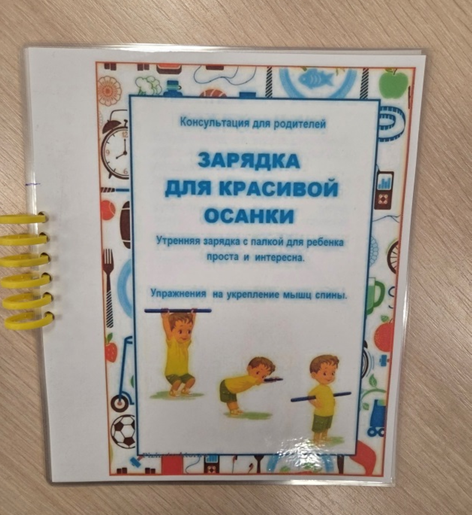 Консультация для родителей
ЗАРЯДКА
ДЛЯ КРАСИВОЙ
ОСАНКИ
Утренняя зарядка с палкой для ребенка
проста и интересна.
Упражнения на укрепление мышц спины.